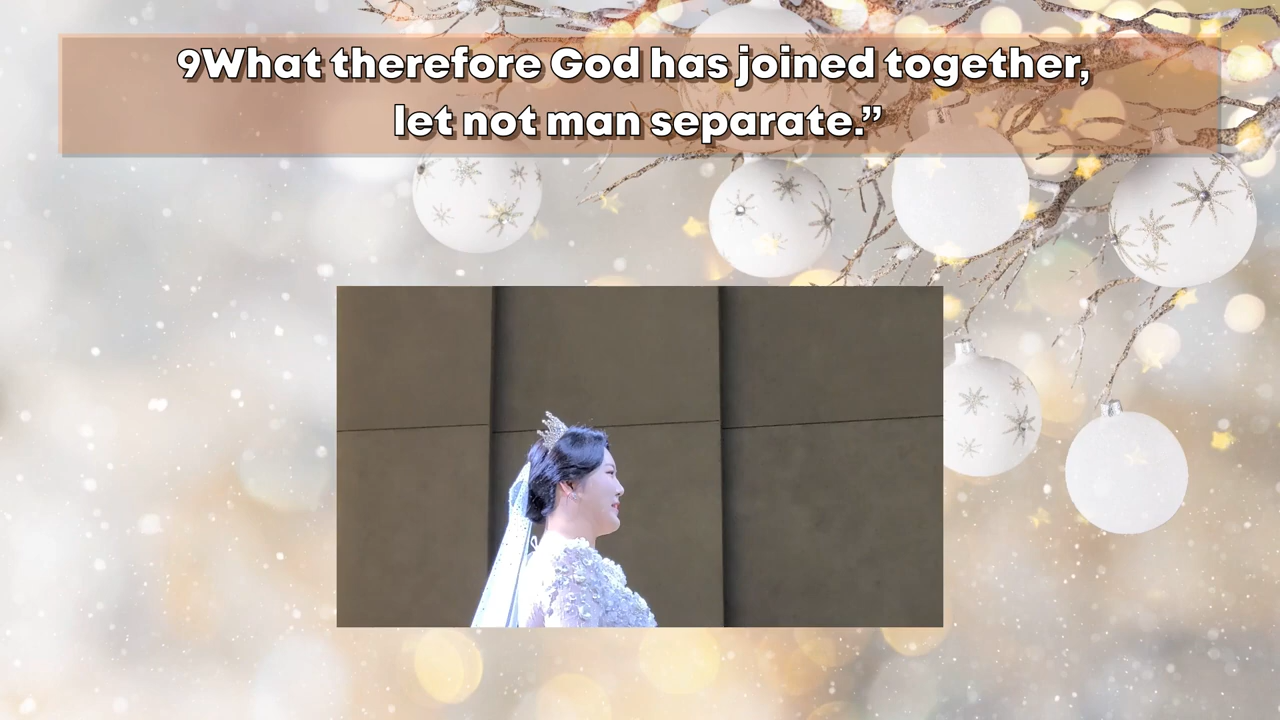 9What therefore God has joined together,
let not man separate.”